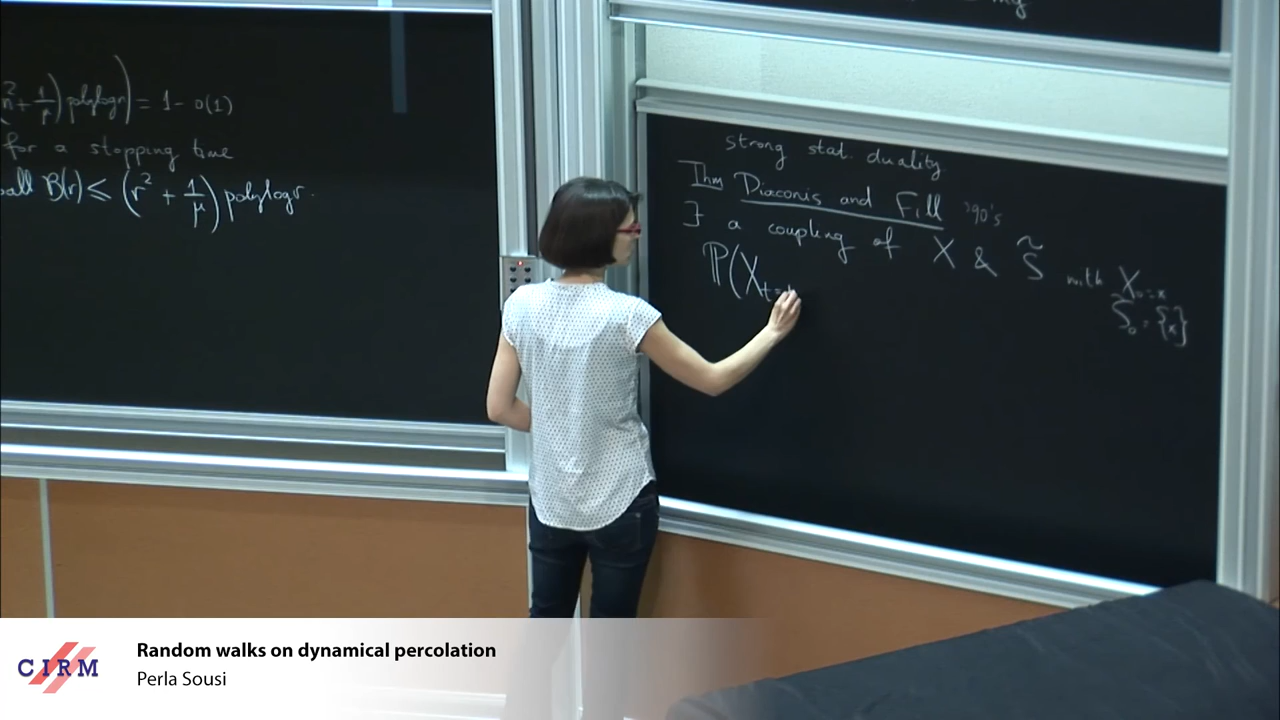 n² + 1/μ) polylog n) = 1 - o(1)
for a stopping time
B(r) ≤ (r² + 1/μ) polylog r.
strong stat. duality
Thm Diaconis and Fill '90's
∃ a coupling of X & S̃ with X₀ = x
S̃₀ = {x}
ℙ(X_t =
CIRM
Random walks on dynamical percolation
Perla Sousi